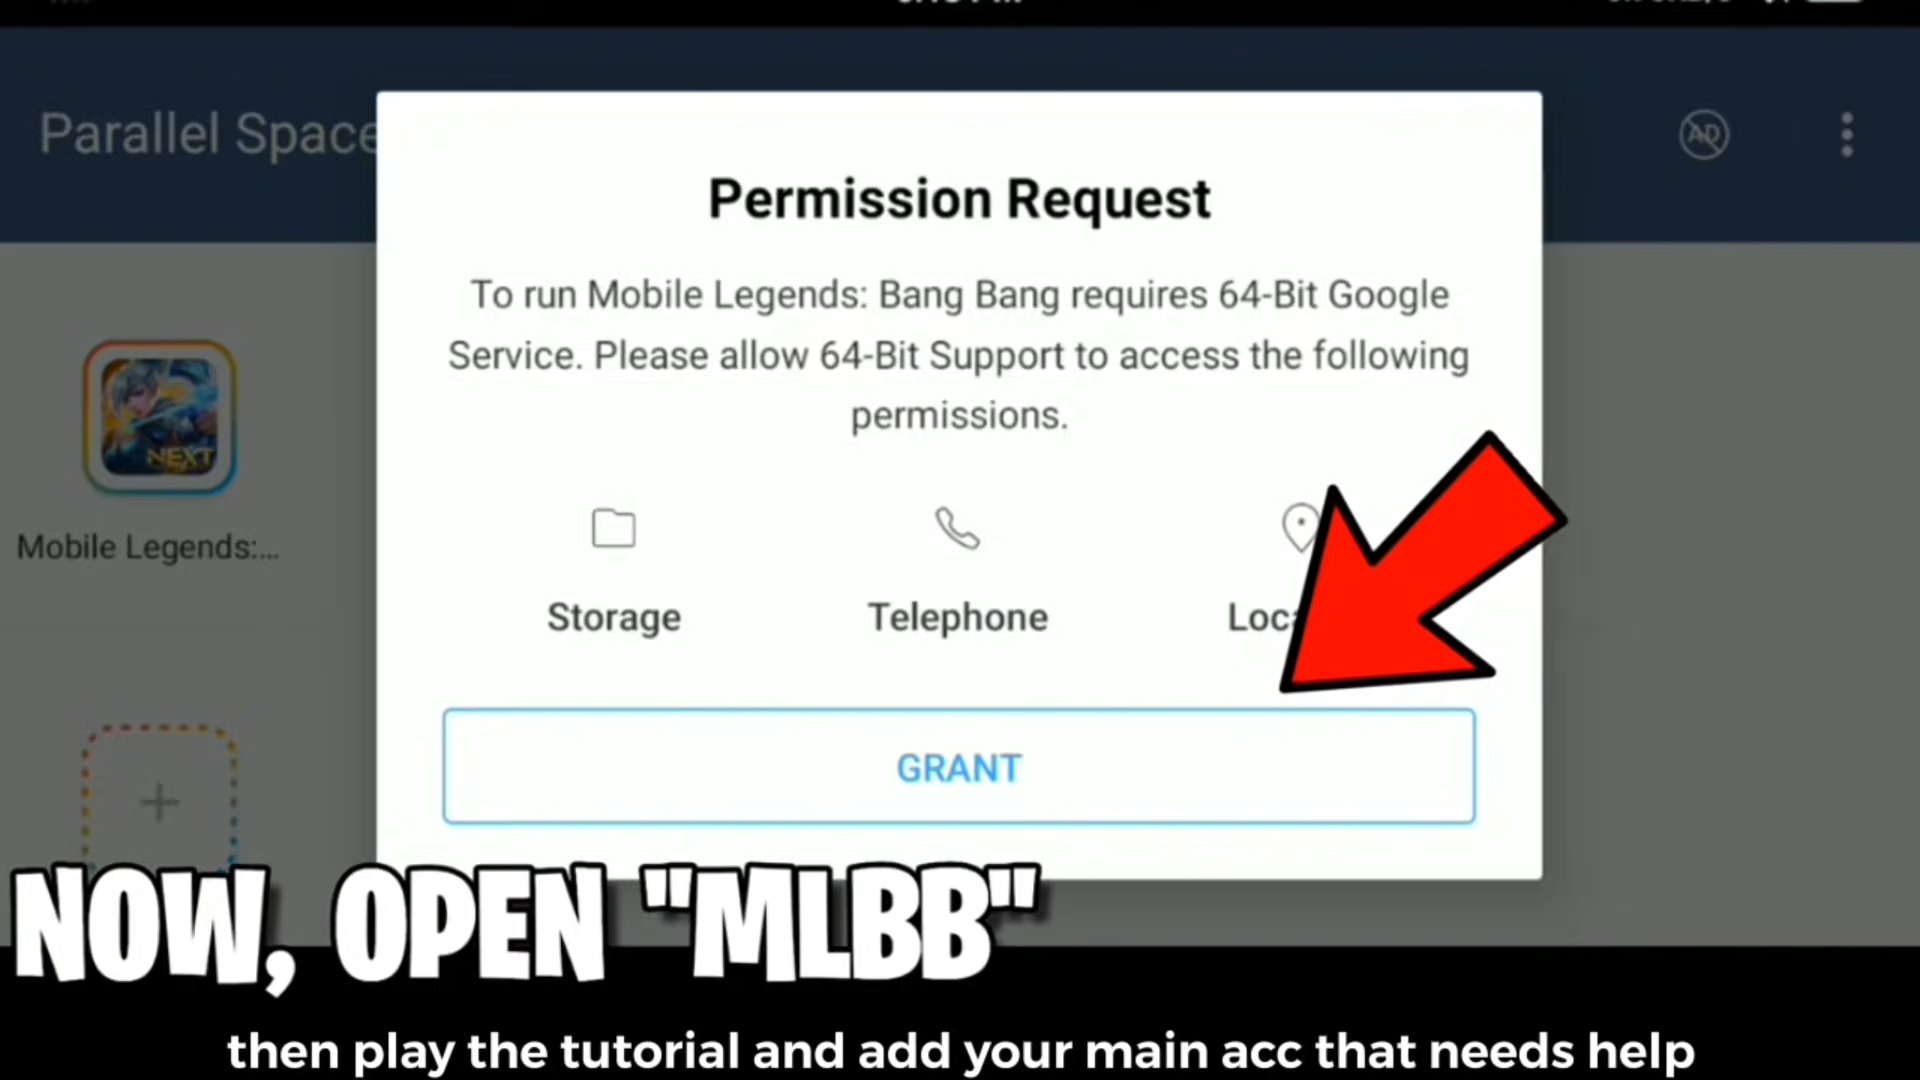 Parallel Space
AD
Permission Request
To run Mobile Legends: Bang Bang requires 64-Bit Google
Service. Please allow 64-Bit Support to access the following
permissions.
NEXT
Mobile Legends:...
Storage
Telephone
GRANT
NOW, OPEN "MLBB"
then play the tutorial and add your main acc that needs help